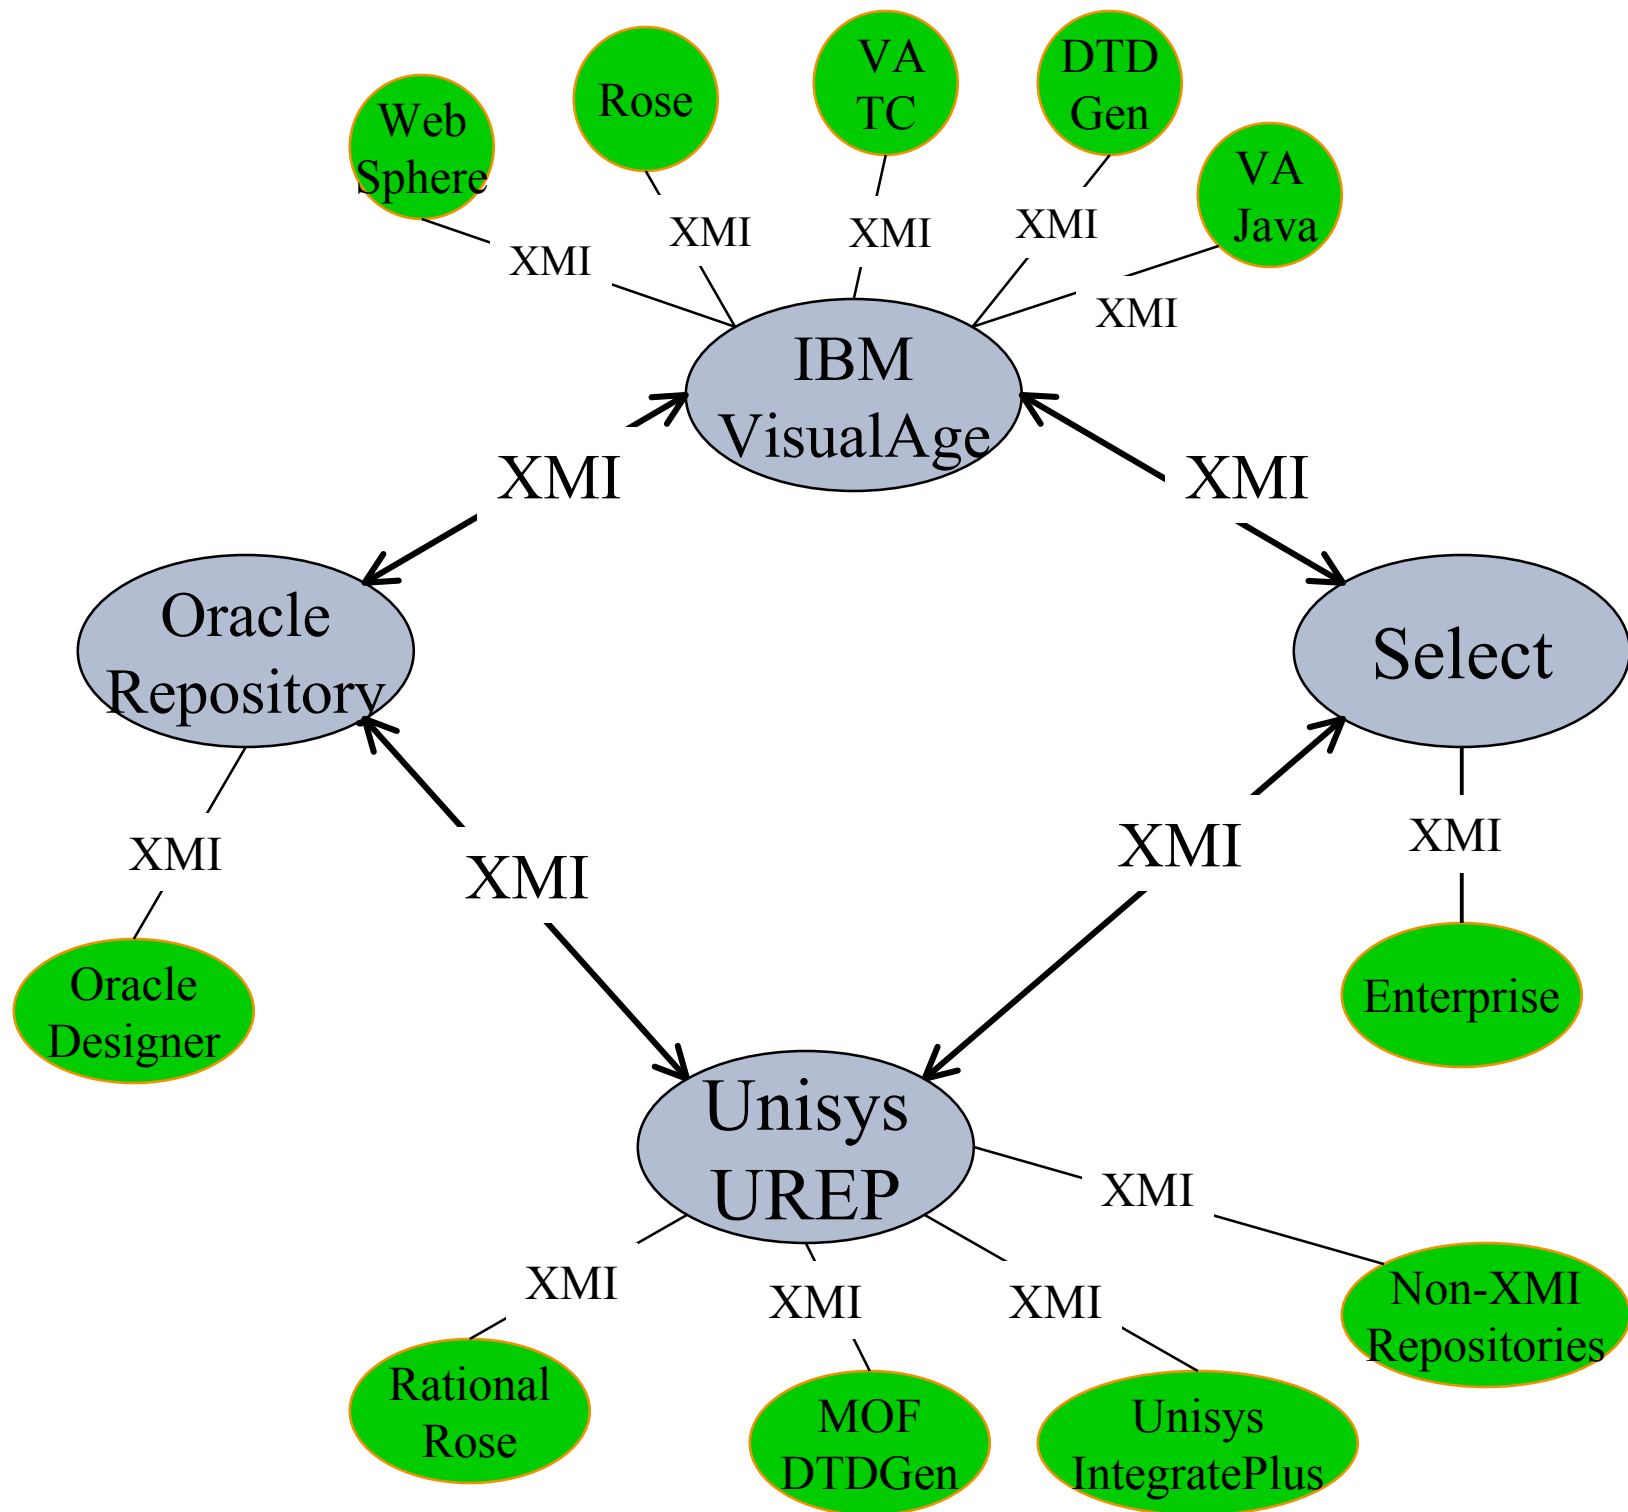 Web
Sphere
Rose
VA
TC
DTD
Gen
VA
Java
XMI
XMI
XMI
XMI
XMI
IBM
VisualAge
XMI
XMI
Oracle
Repository
Select
XMI
XMI
XMI
XMI
Oracle
Designer
Enterprise
Unisys
UREP
XMI
XMI
XMI
XMI
Non-XMI
Repositories
Rational
Rose
MOF
DTDGen
Unisys
IntegratePlus